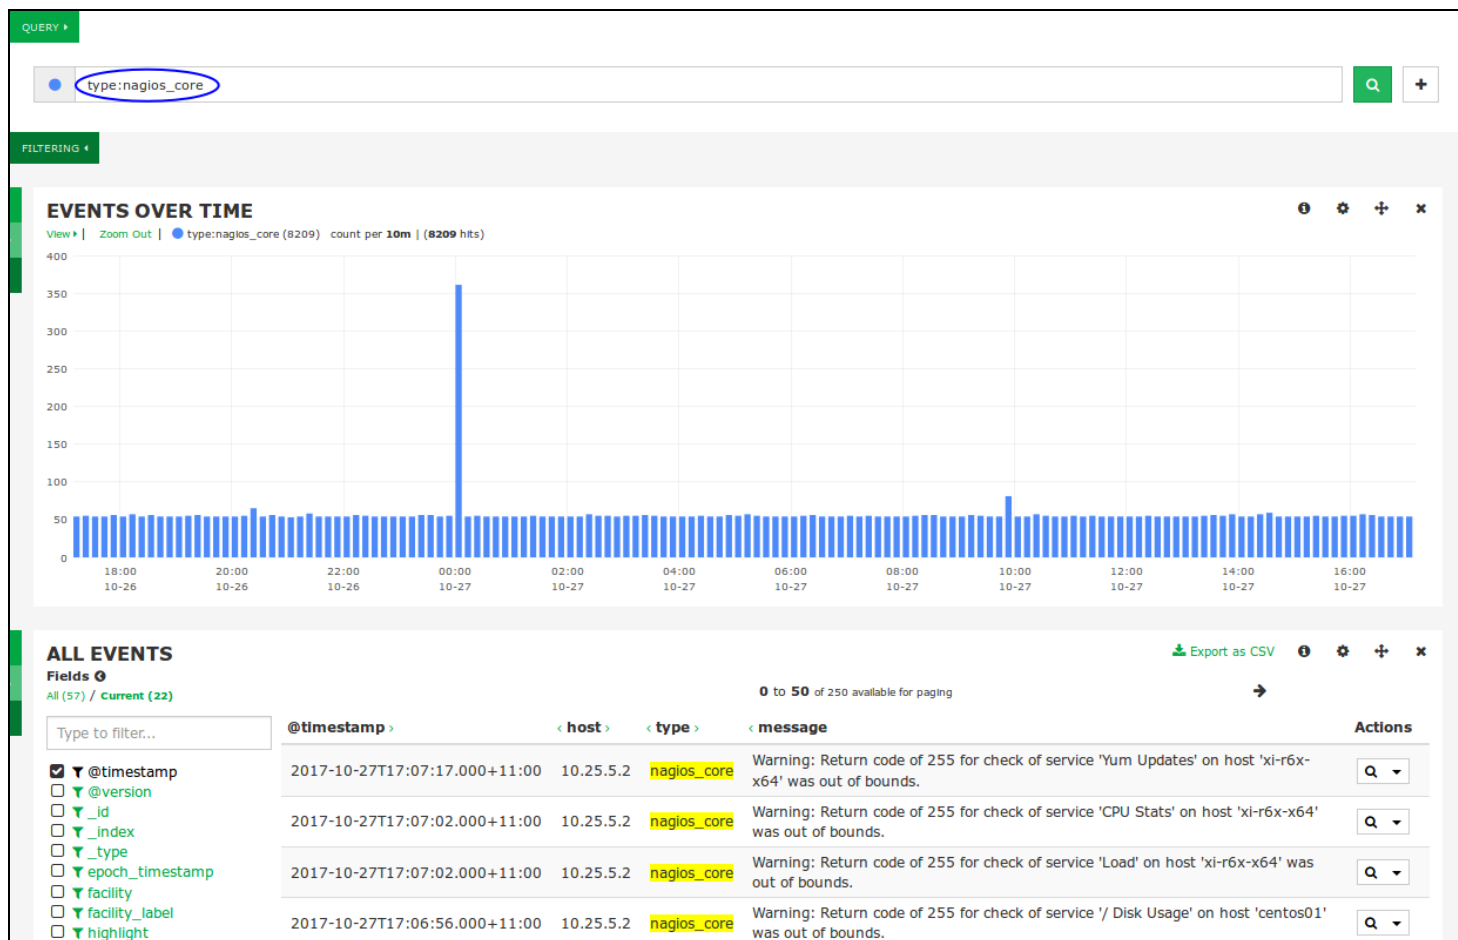 QUERY
type:nagios_core
FILTERING
EVENTS OVER TIME
View | Zoom Out | type:nagios_core (8209) count per 10m | (8209 hits)
400
350
300
250
200
150
100
50
0
18:00 20:00 22:00 00:00 02:00 04:00 06:00 08:00 10:00 12:00 14:00 16:00
10-26 10-26 10-26 10-27 10-27 10-27 10-27 10-27 10-27 10-27 10-27 10-27
ALL EVENTS
Export as CSV
Fields
All (57) / Current (22)
0 to 50 of 250 available for paging
Type to filter...
@timestamp
@version
_id
_index
_type
epoch_timestamp
facility
facility_label
highlight
@timestamp host type message Actions
2017-10-27T17:07:17.000+11:00 10.25.5.2 nagios_core Warning: Return code of 255 for check of service 'Yum Updates' on host 'xi-r6x-
x64' was out of bounds.
2017-10-27T17:07:02.000+11:00 10.25.5.2 nagios_core Warning: Return code of 255 for check of service 'CPU Stats' on host 'xi-r6x-x64'
was out of bounds.
2017-10-27T17:07:02.000+11:00 10.25.5.2 nagios_core Warning: Return code of 255 for check of service 'Load' on host 'xi-r6x-x64' was
out of bounds.
2017-10-27T17:06:56.000+11:00 10.25.5.2 nagios_core Warning: Return code of 255 for check of service '/ Disk Usage' on host 'centos01'
was out of bounds.